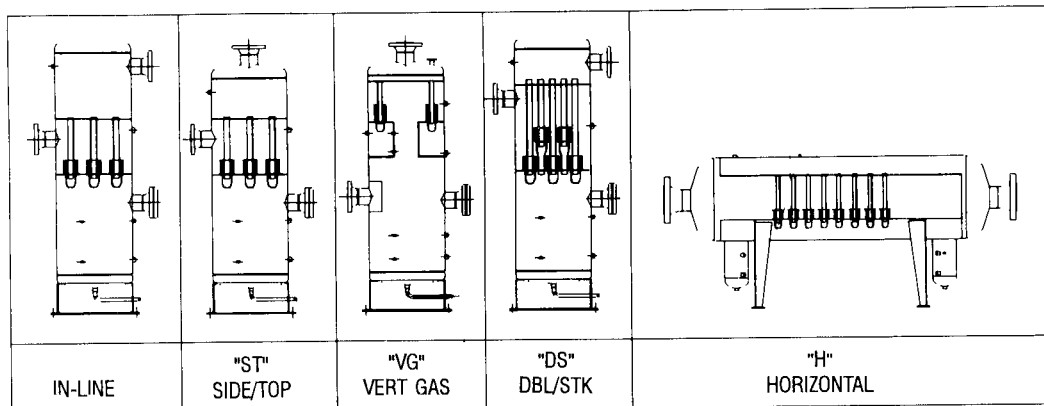 IN-LINE
"ST"
SIDE/TOP
"VG"
VERT GAS
"DS"
DBL/STK
"H"
HORIZONTAL